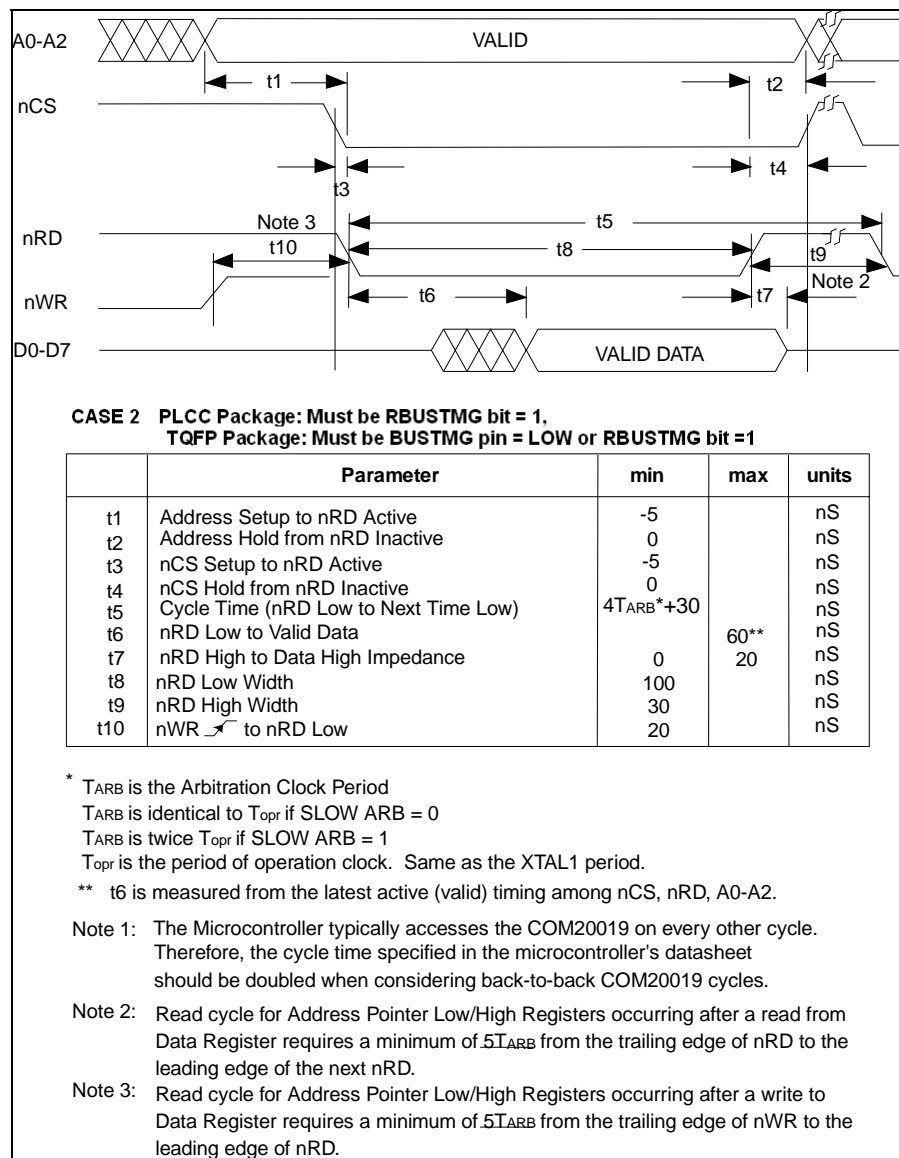 A0-A2
VALID
t1
t2
nCS
t3
t4
nRD
Note 3
t5
t10
t8
t9
nWR
t6
t7
Note 2
D0-D7
VALID DATA
CASE 2 PLCC Package: Must be RBUSTMG bit = 1,
TQFP Package: Must be BUSTMG pin = LOW or RBUSTMG bit =1
Parameter min max units
t1 Address Setup to nRD Active -5 nS
t2 Address Hold from nRD Inactive 0 nS
t3 nCS Setup to nRD Active -5 nS
t4 nCS Hold from nRD Inactive 0 nS
t5 Cycle Time (nRD Low to Next Time Low) 4TARB*+30 nS
t6 nRD Low to Valid Data 60** nS
t7 nRD High to Data High Impedance 0 20 nS
t8 nRD Low Width 100 nS
t9 nRD High Width 30 nS
t10 nWR to nRD Low 20 nS
* TARB is the Arbitration Clock Period
TARB is identical to Topr if SLOW ARB = 0
TARB is twice Topr if SLOW ARB = 1
Topr is the period of operation clock. Same as the XTAL1 period.
** t6 is measured from the latest active (valid) timing among nCS, nRD, A0-A2.
Note 1: The Microcontroller typically accesses the COM20019 on every other cycle.
Therefore, the cycle time specified in the microcontroller's datasheet
should be doubled when considering back-to-back COM20019 cycles.
Note 2: Read cycle for Address Pointer Low/High Registers occurring after a read from
Data Register requires a minimum of 5TARB from the trailing edge of nRD to the
leading edge of the next nRD.
Note 3: Read cycle for Address Pointer Low/High Registers occurring after a write to
Data Register requires a minimum of 5TARB from the trailing edge of nWR to the
leading edge of nRD.